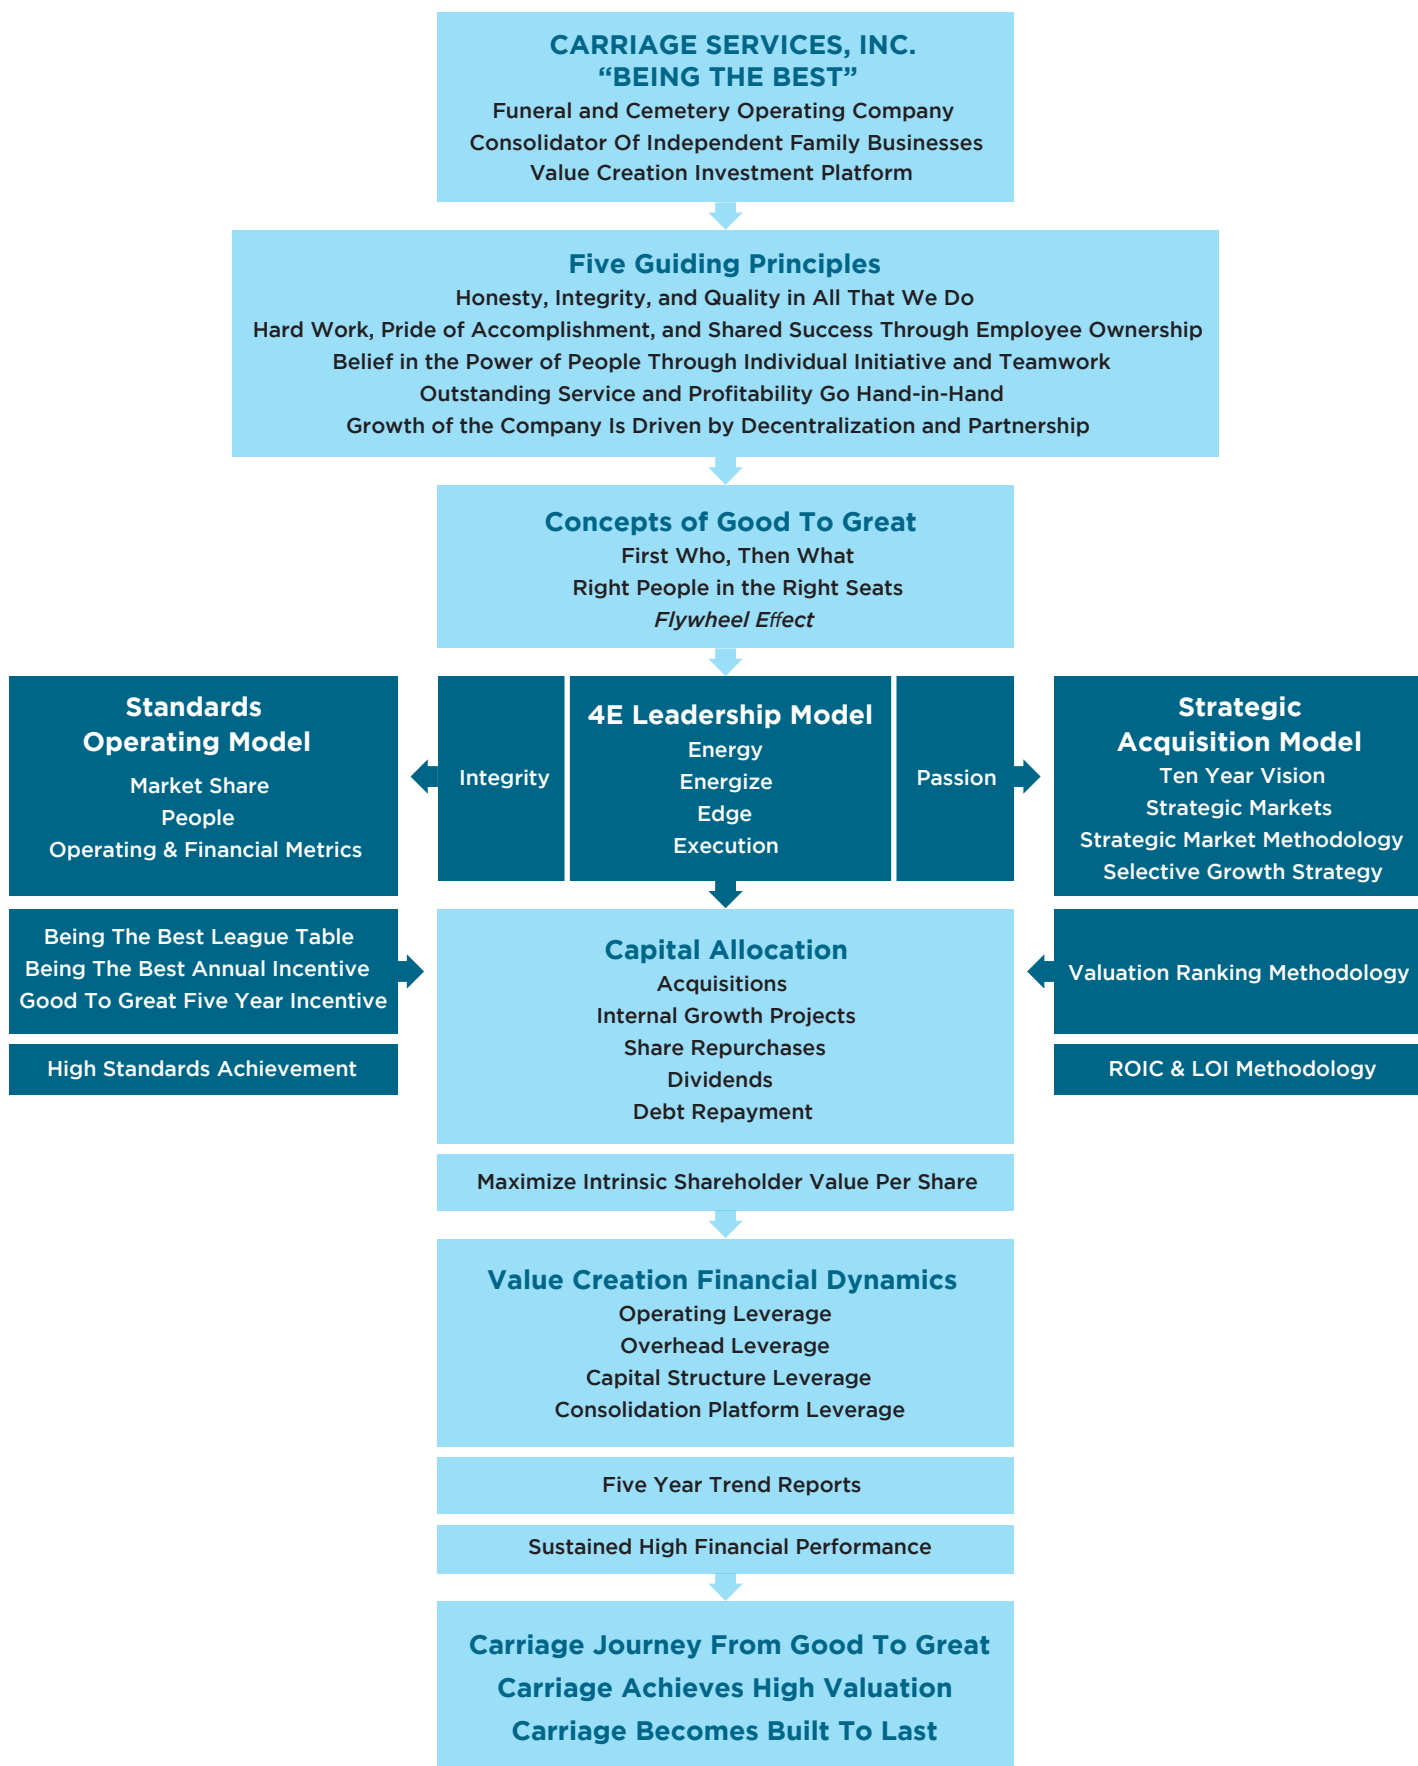 CARRIAGE SERVICES, INC.
“BEING THE BEST”
Funeral and Cemetery Operating Company
Consolidator Of Independent Family Businesses
Value Creation Investment Platform
Five Guiding Principles
Honesty, Integrity, and Quality in All That We Do
Hard Work, Pride of Accomplishment, and Shared Success Through Employee Ownership
Belief in the Power of People Through Individual Initiative and Teamwork
Outstanding Service and Profitability Go Hand-in-Hand
Growth of the Company Is Driven by Decentralization and Partnership
Concepts of Good To Great
First Who, Then What
Right People in the Right Seats
Flywheel Effect
Standards
Operating Model
Market Share
People
Operating & Financial Metrics
Integrity
4E Leadership Model
Energy
Energize
Edge
Execution
Passion
Strategic
Acquisition Model
Ten Year Vision
Strategic Markets
Strategic Market Methodology
Selective Growth Strategy
Being The Best League Table
Being The Best Annual Incentive
Good To Great Five Year Incentive
High Standards Achievement
Capital Allocation
Acquisitions
Internal Growth Projects
Share Repurchases
Dividends
Debt Repayment
Valuation Ranking Methodology
ROIC & LOI Methodology
Maximize Intrinsic Shareholder Value Per Share
Value Creation Financial Dynamics
Operating Leverage
Overhead Leverage
Capital Structure Leverage
Consolidation Platform Leverage
Five Year Trend Reports
Sustained High Financial Performance
Carriage Journey From Good To Great
Carriage Achieves High Valuation
Carriage Becomes Built To Last